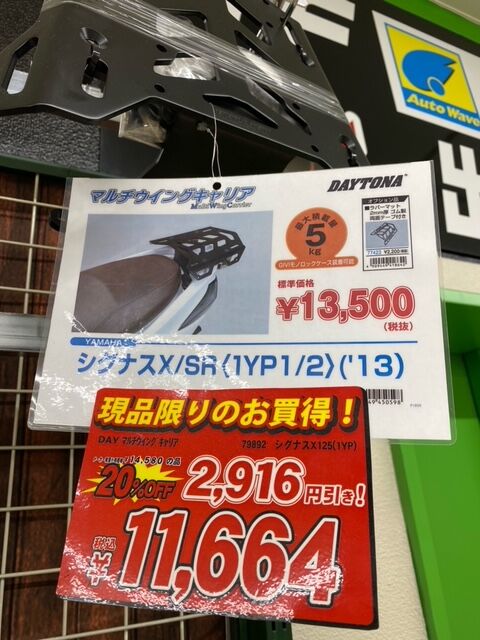 Auto Wave
マルチウイングキャリア
Multi Wing Carrier
DAYTONA
オプション品
■ラバーマット
2mm厚 ゴム製
両面テープ付き
77423 ¥2,200
最大積載量
5
kg
GIVIモノロックケース装着可能
標準価格
¥13,500
(税抜)
YAMAHA
シグナスX/SR〈1YP1/2〉('13)
現品限りのお買得!
DAY マルチウイング キャリア
79892 シグナスX125(1YP)
¥14,580 の品
20%OFF
2,916 円引き!
税込
¥11,664